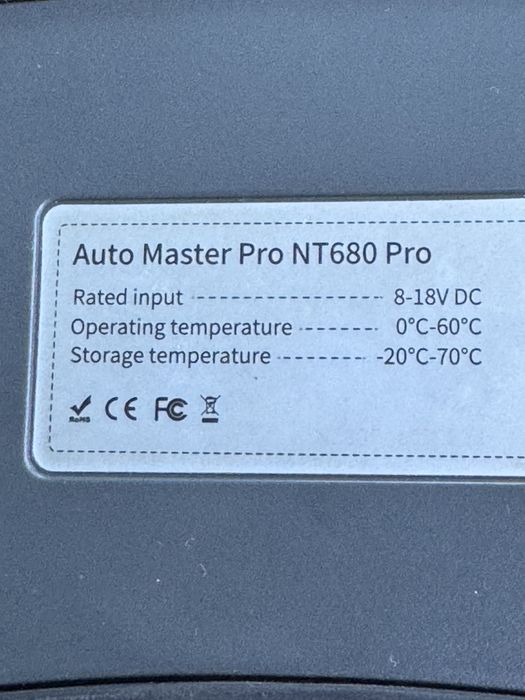 Auto Master Pro NT680 Pro
Rated input ---------------------- 8-18V DC
Operating temperature ------- 0°C-60°C
Storage temperature --------- -20°C-70°C
RoHS CE FC